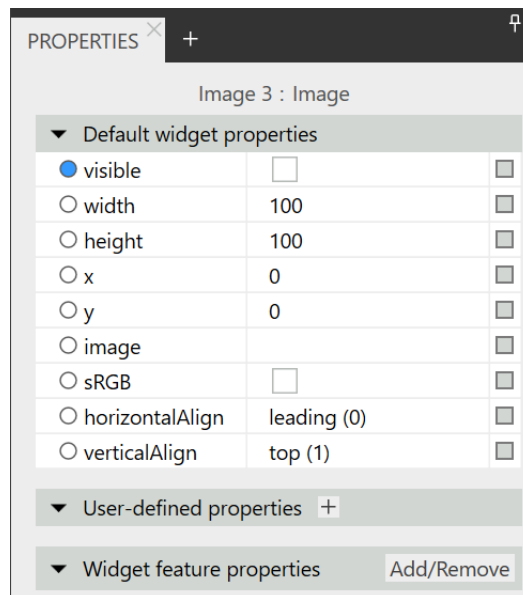 PROPERTIES +
Image 3 : Image
Default widget properties
visible
width 100
height 100
x 0
y 0
image
sRGB
horizontalAlign leading (0)
verticalAlign top (1)
User-defined properties +
Widget feature properties Add/Remove